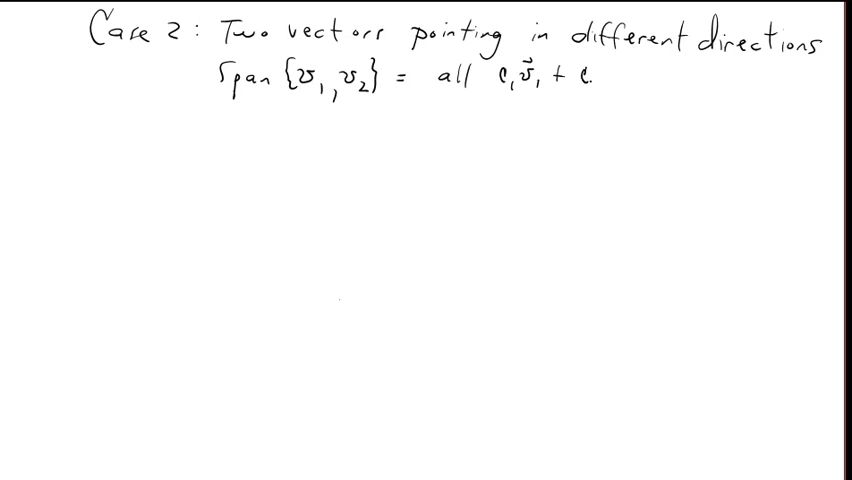 Case 2: Two vectors pointing in different directions
Span {v₁, v₂} = all c₁v⃗₁ + c